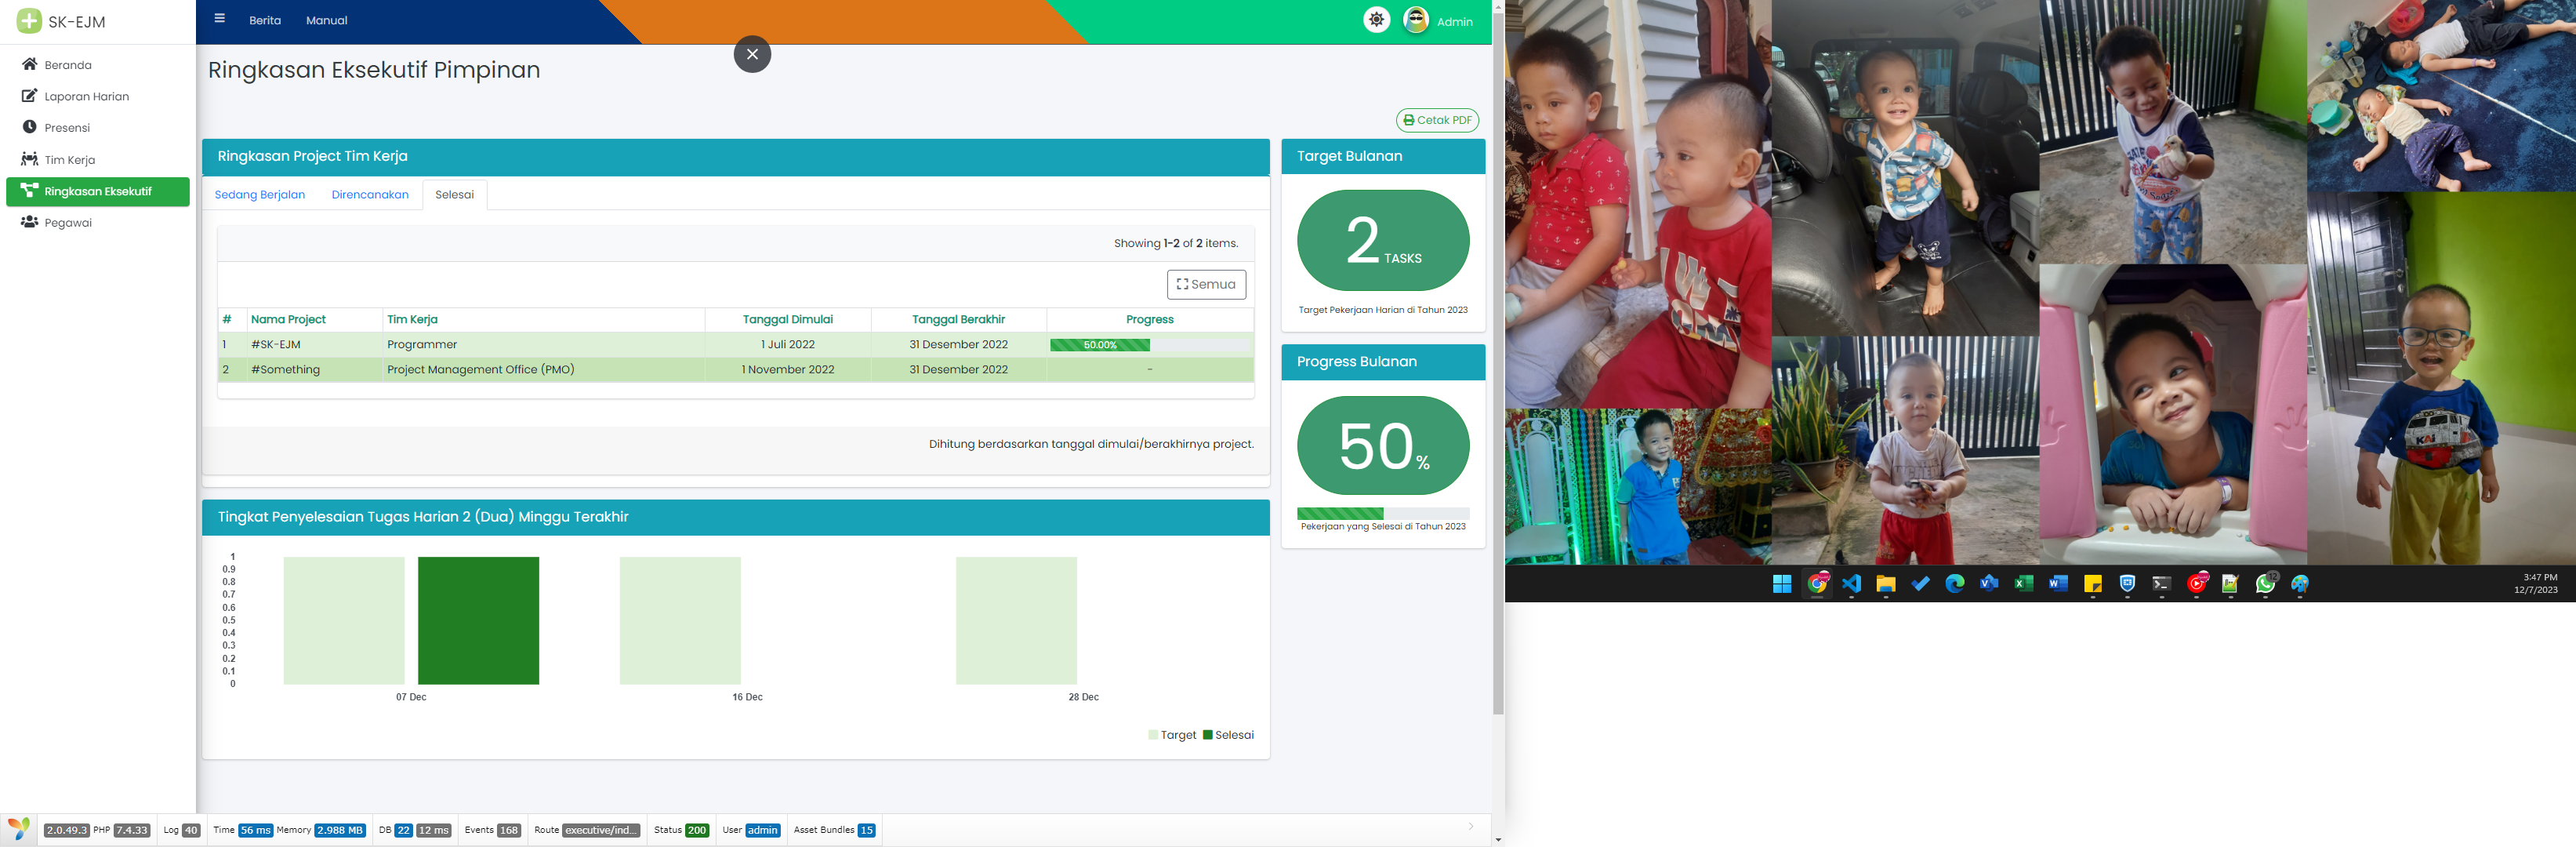 SK-EJM
Beranda
Laporan Harian
Presensi
Tim Kerja
Ringkasan Eksekutif
Pegawai
Berita
Manual
Admin
Ringkasan Eksekutif Pimpinan
Cetak PDF
Ringkasan Project Tim Kerja
Sedang Berjalan
Direncanakan
Selesai
Showing 1-2 of 2 items.
Semua
# Nama Project Tim Kerja Tanggal Dimulai Tanggal Berakhir Progress
1 #SK-EJM Programmer 1 Juli 2022 31 Desember 2022 50.00%
2 #Something Project Management Office (PMO) 1 November 2022 31 Desember 2022 -
Dihitung berdasarkan tanggal dimulai/berakhirnya project.
Target Bulanan
2 TASKS
Target Pekerjaan Harian di Tahun 2023
Progress Bulanan
50%
Pekerjaan yang Selesai di Tahun 2023
Tingkat Penyelesaian Tugas Harian 2 (Dua) Minggu Terakhir
1
0.9
0.8
0.7
0.6
0.5
0.4
0.3
0.2
0.1
0
07 Dec
16 Dec
28 Dec
Target Selesai
2.0.49.3 PHP 7.4.33 Log 40 Time 56 ms Memory 2.988 MB DB 22 12 ms Events 168 Route executive/ind... Status 200 User admin Asset Bundles 15
KAI
3:47 PM
12/7/2023